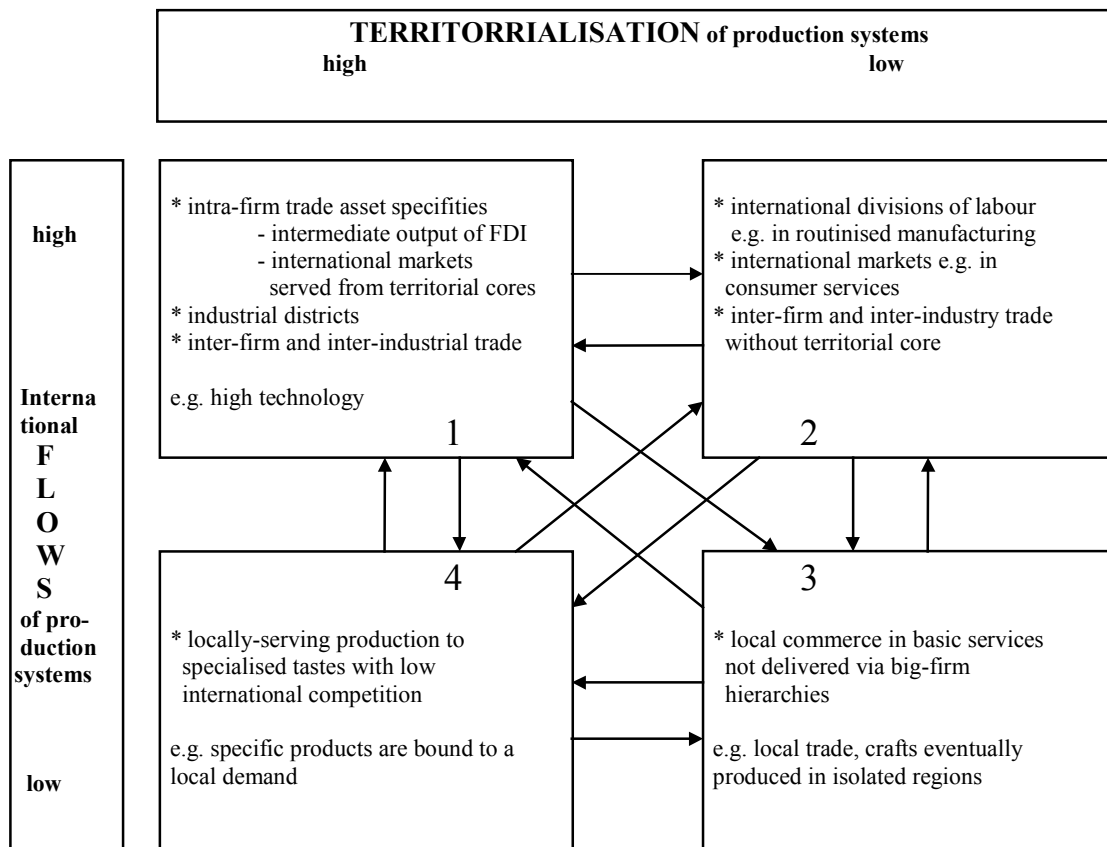 TERRITORRIALISATION of production systems
high low
high
Interna
tional
F
L
O
W
S
of pro-
duction
systems
low
* intra-firm trade asset specifities
- intermediate output of FDI
- international markets
served from territorial cores
* industrial districts
* inter-firm and inter-industrial trade
e.g. high technology
1
* international divisions of labour
e.g. in routinised manufacturing
* international markets e.g. in
consumer services
* inter-firm and inter-industry trade
without territorial core
2
4
* locally-serving production to
specialised tastes with low
international competition
e.g. specific products are bound to a
local demand
3
* local commerce in basic services
not delivered via big-firm
hierarchies
e.g. local trade, crafts eventually
produced in isolated regions